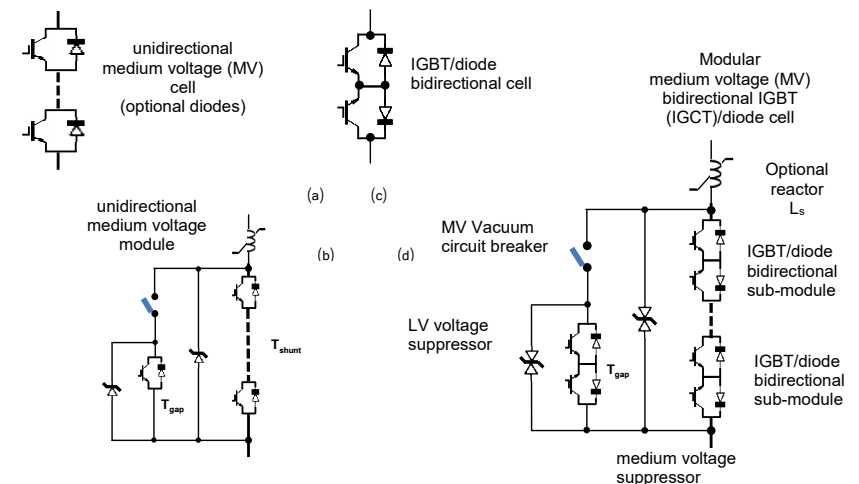 unidirectional
medium voltage (MV)
cell
(optional diodes)
IGBT/diode
bidirectional cell
Modular
medium voltage (MV)
bidirectional IGBT
(IGCT)/diode cell
(a)
(c)
unidirectional
medium voltage
module
(b)
(d)
Tshunt
Tgap
MV Vacuum
circuit breaker
LV voltage
suppressor
Tgap
Optional
reactor
Ls
IGBT/diode
bidirectional
sub-module
IGBT/diode
bidirectional
sub-module
medium voltage
suppressor